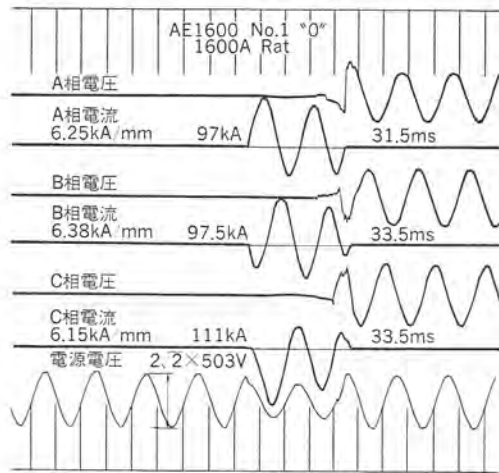 AE1600 No.1 "O"
1600A Rat
A相電圧
A相電流
6.25kA/mm 97kA 31.5ms
B相電圧
B相電流
6.38kA/mm 97.5kA 33.5ms
C相電圧
C相電流
6.15kA/mm 111kA 33.5ms
電源電圧 2、2×503V